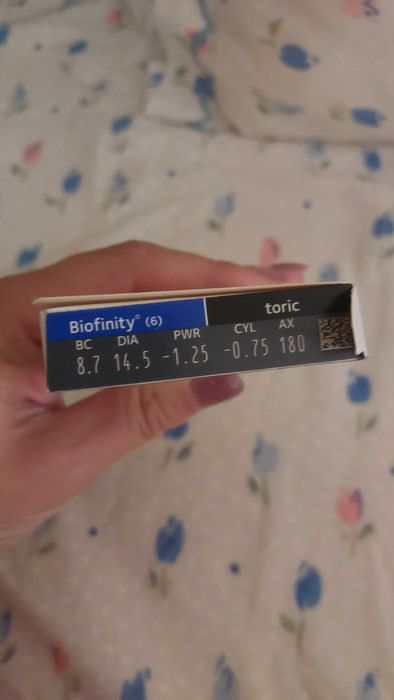 Biofinity® (6) toric
BC DIA PWR CYL AX
8.7 14.5 -1.25 -0.75 180